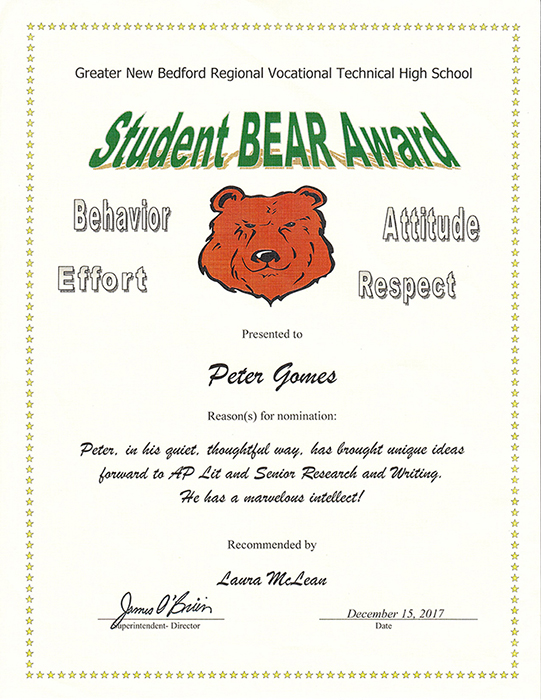 Greater New Bedford Regional Vocational Technical High School
Student BEAR Award
Behavior
Attitude
Effort
Respect
Presented to
Peter Gomes
Reason(s) for nomination:
Peter, in his quiet, thoughtful way, has brought unique ideas
forward to AP Lit and Senior Research and Writing.
He has a marvelous intellect!
Recommended by
Laura McLean
James O'Brien
December 15, 2017
Superintendent- Director
Date